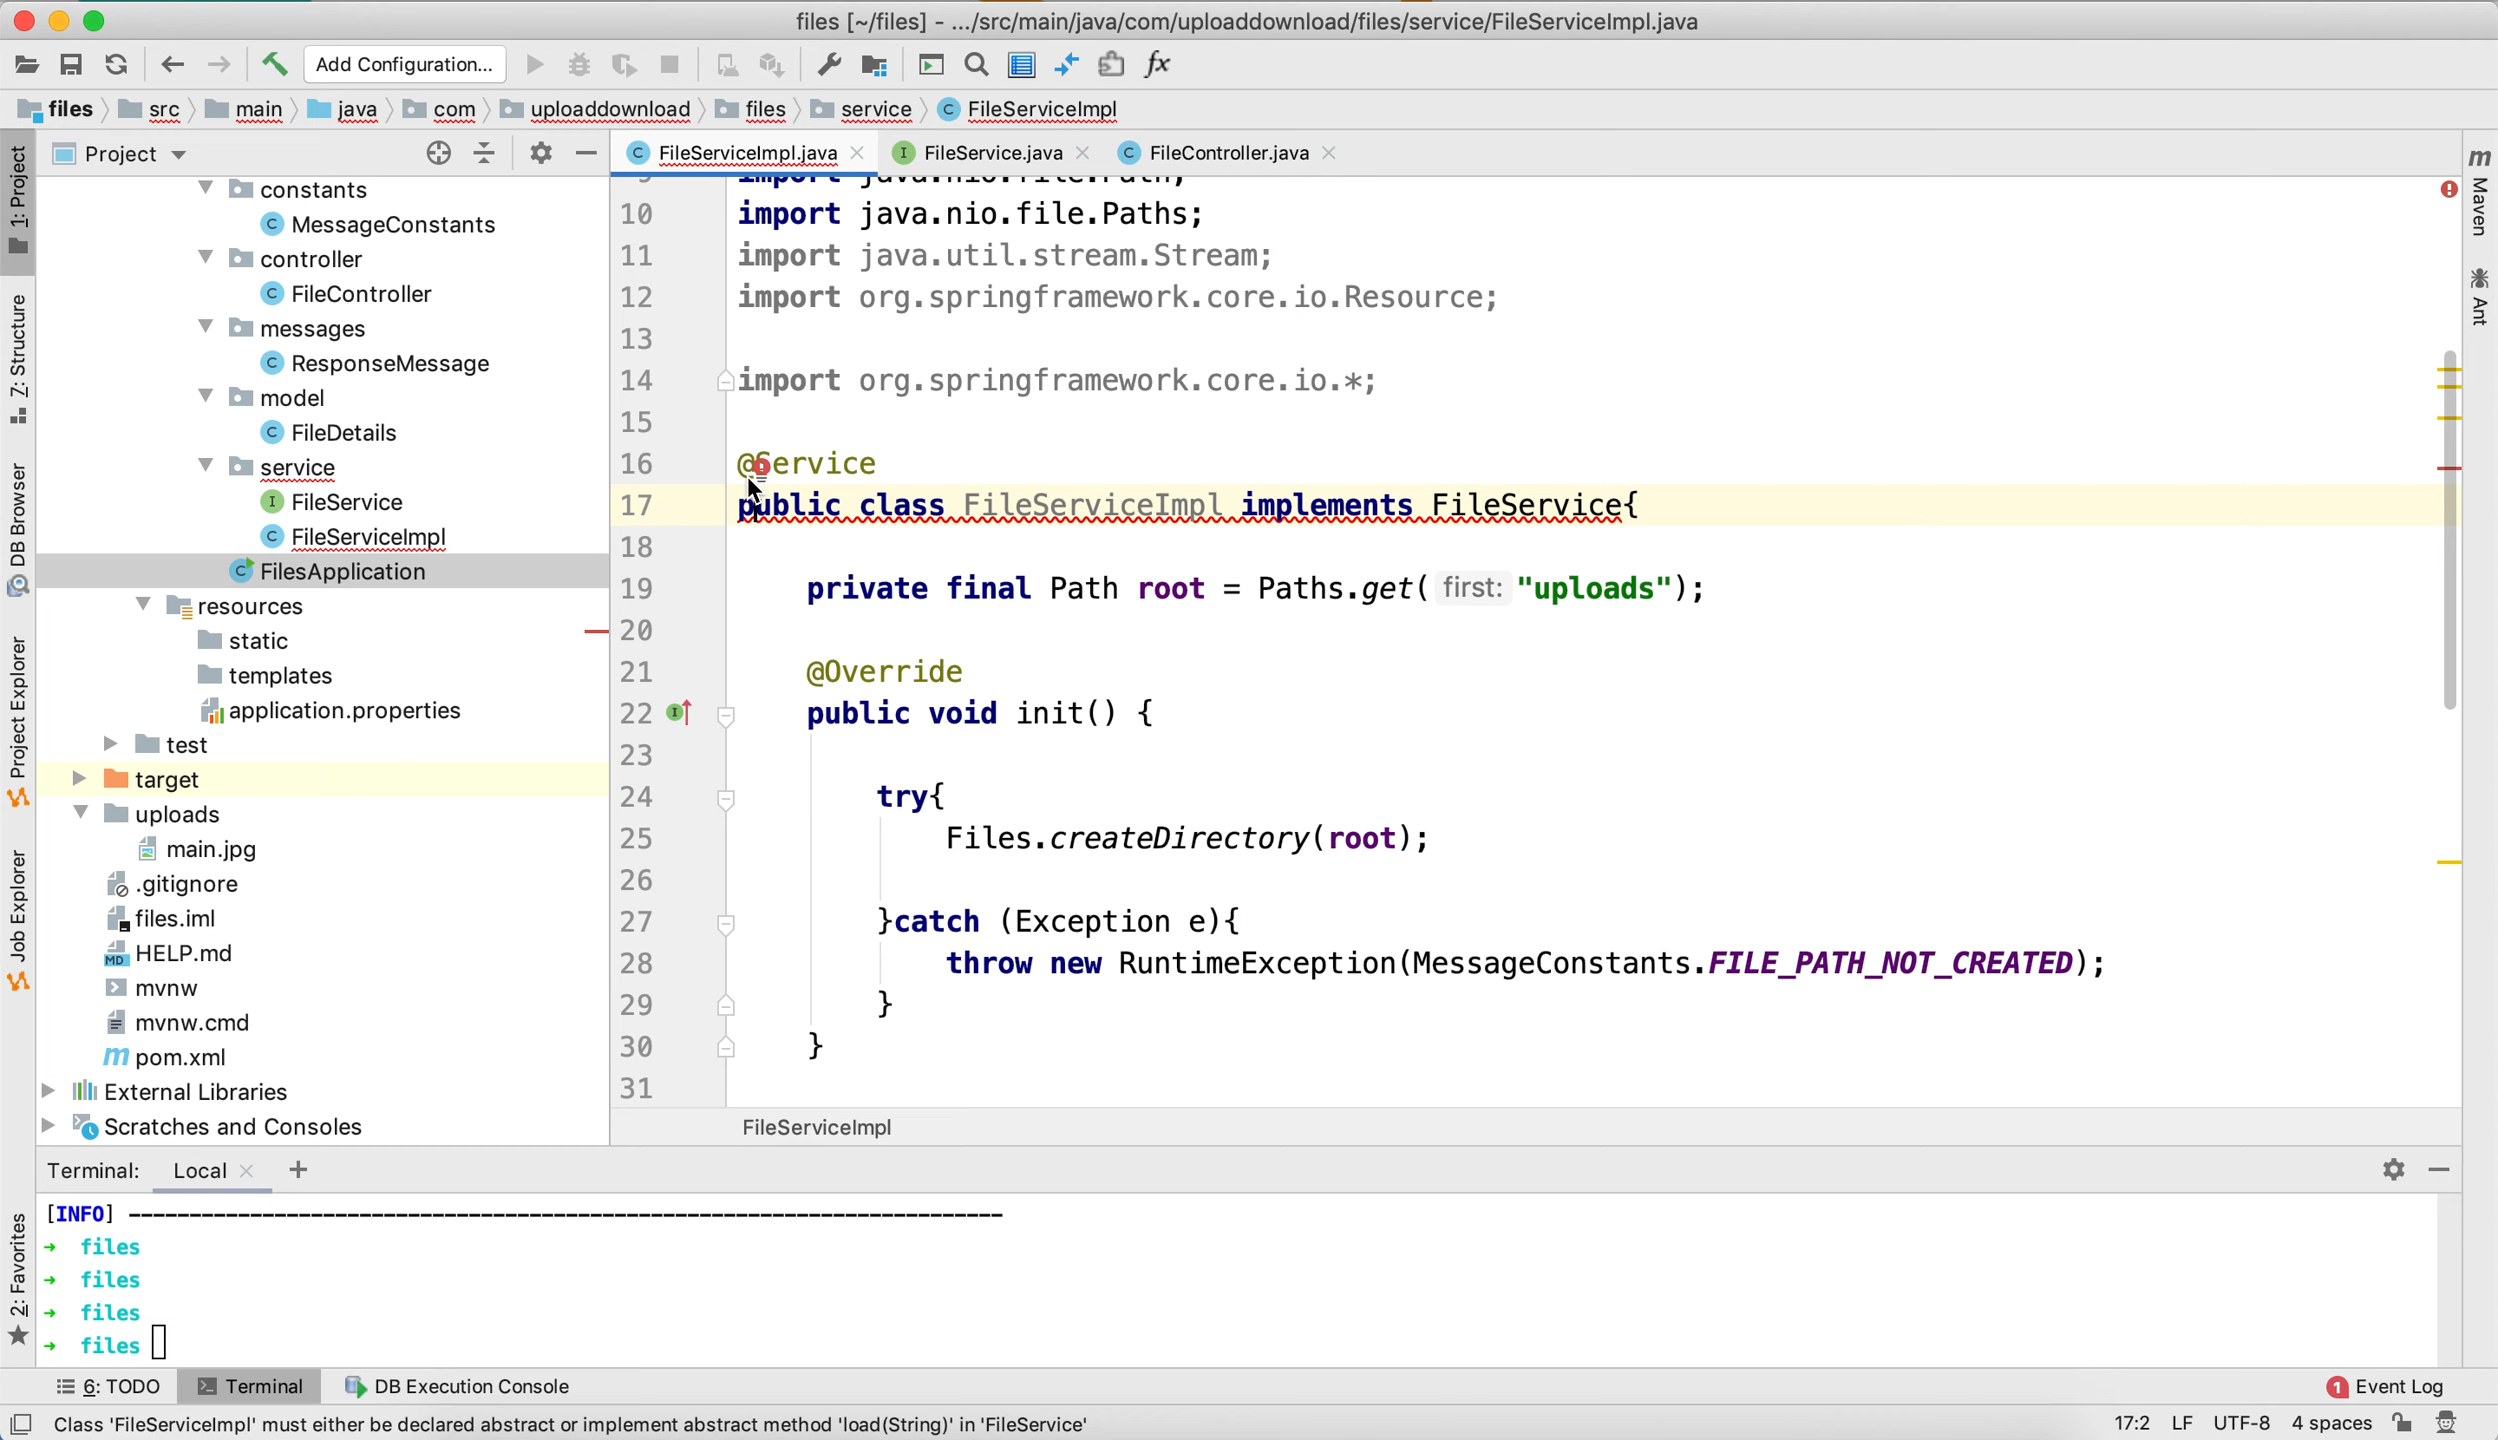 files [~/files] - .../src/main/java/com/uploaddownload/files/service/FileServiceImpl.java
Add Configuration...
files src main java com uploaddownload files service FileServiceImpl
Project
FileServiceImpl.java FileService.java FileController.java
1: Project
Z: Structure
DB Browser
Project Explorer
Job Explorer
2: Favorites
constants
MessageConstants
controller
FileController
messages
ResponseMessage
model
FileDetails
service
FileService
FileServiceImpl
FilesApplication
resources
static
templates
application.properties
test
target
uploads
main.jpg
.gitignore
files.iml
HELP.md
mvnw
mvnw.cmd
pom.xml
External Libraries
Scratches and Consoles
9 import java.nio.file.Path;
10 import java.nio.file.Paths;
11 import java.util.stream.Stream;
12 import org.springframework.core.io.Resource;
13
14 import org.springframework.core.io.*;
15
16 @Service
17 public class FileServiceImpl implements FileService{
18
19 private final Path root = Paths.get( first: "uploads");
20
21 @Override
22 public void init() {
23
24 try{
25 Files.createDirectory(root);
26
27 }catch (Exception e){
28 throw new RuntimeException(MessageConstants.FILE_PATH_NOT_CREATED);
29 }
30 }
31
FileServiceImpl
Maven
Ant
Terminal: Local
[INFO] ------------------------------------------------------------------------
➜ files
➜ files
➜ files
➜ files
6: TODO Terminal DB Execution Console 1 Event Log
Class 'FileServiceImpl' must either be declared abstract or implement abstract method 'load(String)' in 'FileService' 17:2 LF UTF-8 4 spaces